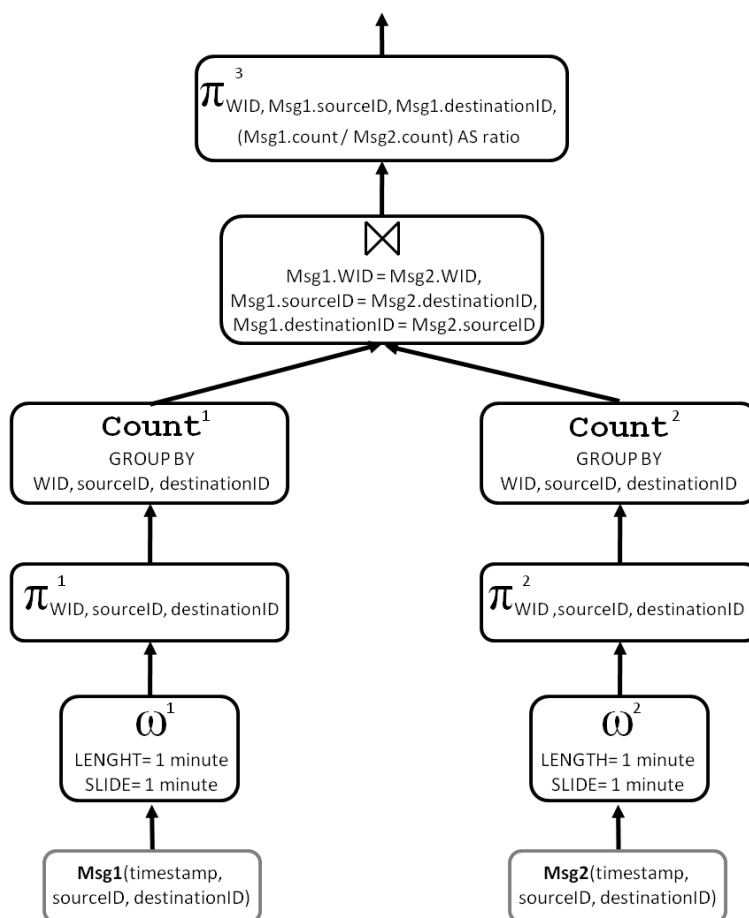 π³ WID, Msg1.sourceID, Msg1.destinationID,
(Msg1.count / Msg2.count) AS ratio
⋈
Msg1.WID = Msg2.WID,
Msg1.sourceID = Msg2.destinationID,
Msg1.destinationID = Msg2.sourceID
Count¹
GROUP BY
WID, sourceID, destinationID
Count²
GROUP BY
WID, sourceID, destinationID
π¹ WID, sourceID, destinationID
π² WID ,sourceID, destinationID
ω¹
LENGHT= 1 minute
SLIDE= 1 minute
ω²
LENGTH= 1 minute
SLIDE= 1 minute
Msg1(timestamp,
sourceID, destinationID)
Msg2(timestamp,
sourceID, destinationID)